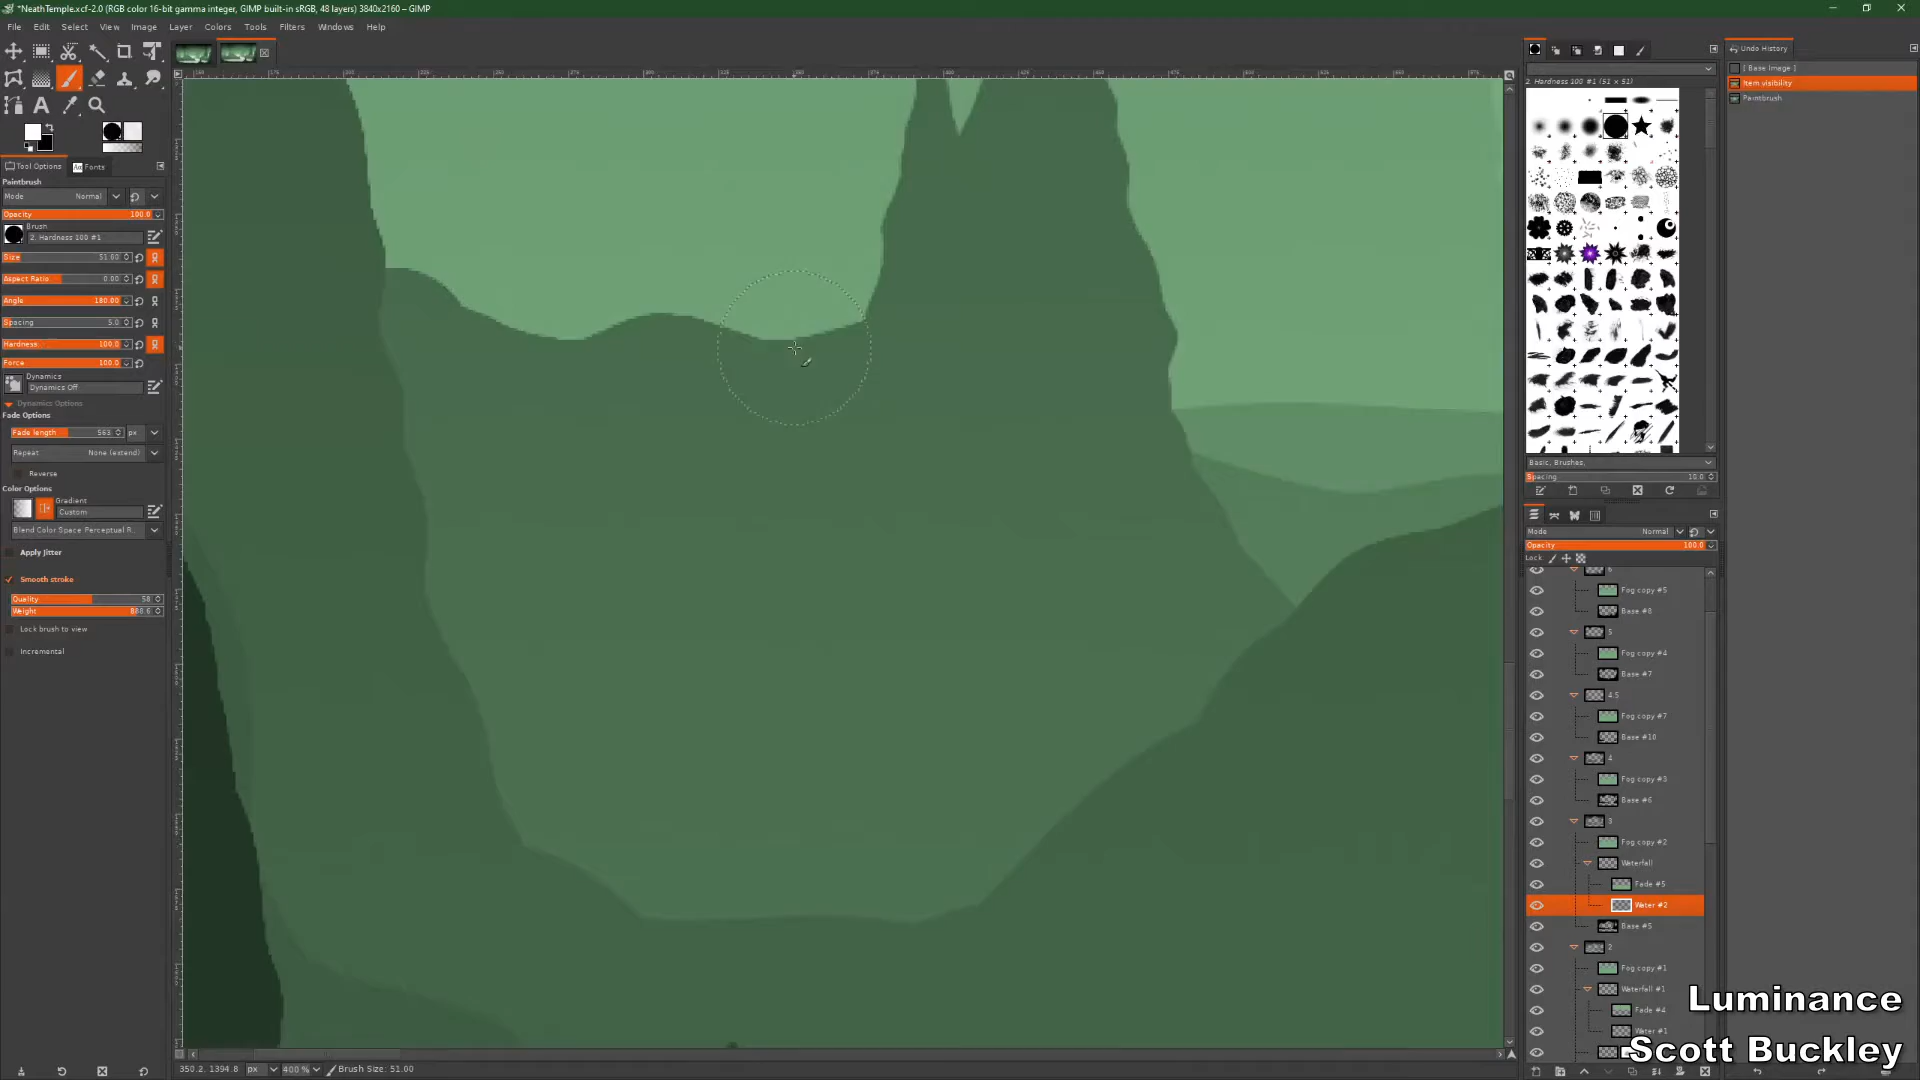 *NeathTemple.xcf-2.0 (RGB color 16-bit gamma integer, GIMP built-in sRGB, 48 layers) 3840x2160 – GIMP
File Edit Select View Image Layer Colors Tools Filters Windows Help
Undo History
[ Base Image ]
Item visibility
Paintbrush
2. Hardness 100 #1 (51 x 51)
Tool Options
Fonts
Paintbrush
Mode Normal
Opacity 100.0
Brush
2. Hardness 100 #1
Size 51.00
Aspect Ratio 0.00
Angle 180.00
Spacing 5.0
Hardness 100.0
Force 100.0
Dynamics
Dynamics Off
Dynamics Options
Fade Options
Fade length 563 px
Repeat None (extend)
Reverse
Color Options
Gradient
Custom
Blend Color Space Perceptual R...
Apply Jitter
Smooth stroke
Quality 58
Weight 888.6
Lock brush to view
Incremental
Basic, Brushes,
Spacing 10.0
Mode Normal
Opacity 100.0
Lock:
6
Fog copy #5
Base #8
5
Fog copy #4
Base #7
4.5
Fog copy #7
Base #10
4
Fog copy #3
Base #6
3
Fog copy #2
Waterfall
Fade #5
Water #2
Base #5
2
Fog copy #1
Waterfall #1
Fade #4
Water #1
Luminance
Scott Buckley
350.2, 1394.8 px 400 % Brush Size: 51.00